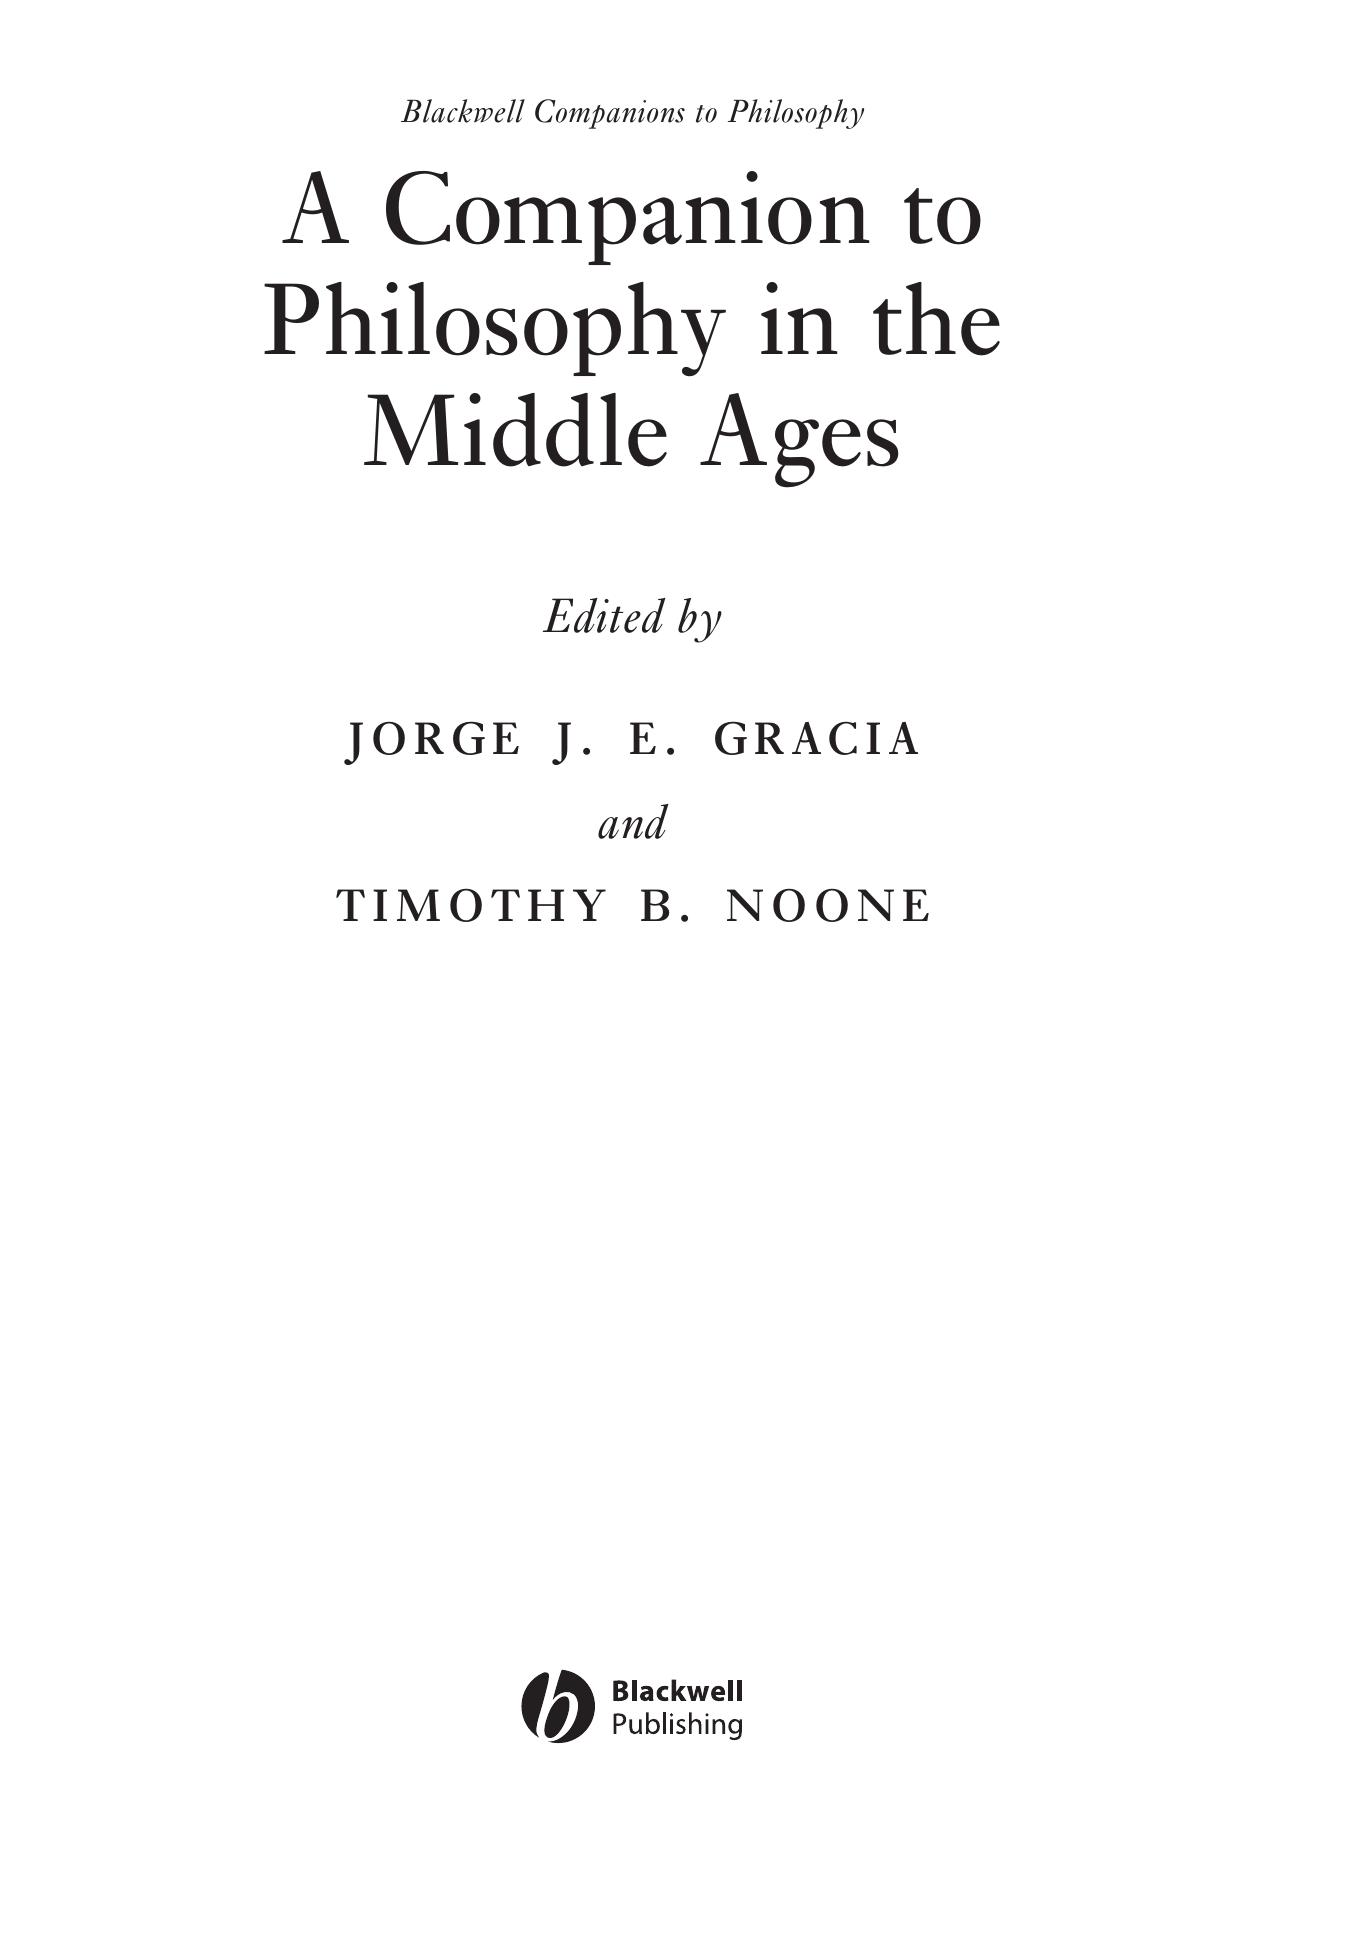 Blackwell Companions to Philosophy
A Companion to
Philosophy in the
Middle Ages
Edited by
JORGE J. E. GRACIA
and
TIMOTHY B. NOONE
b
Blackwell
Publishing